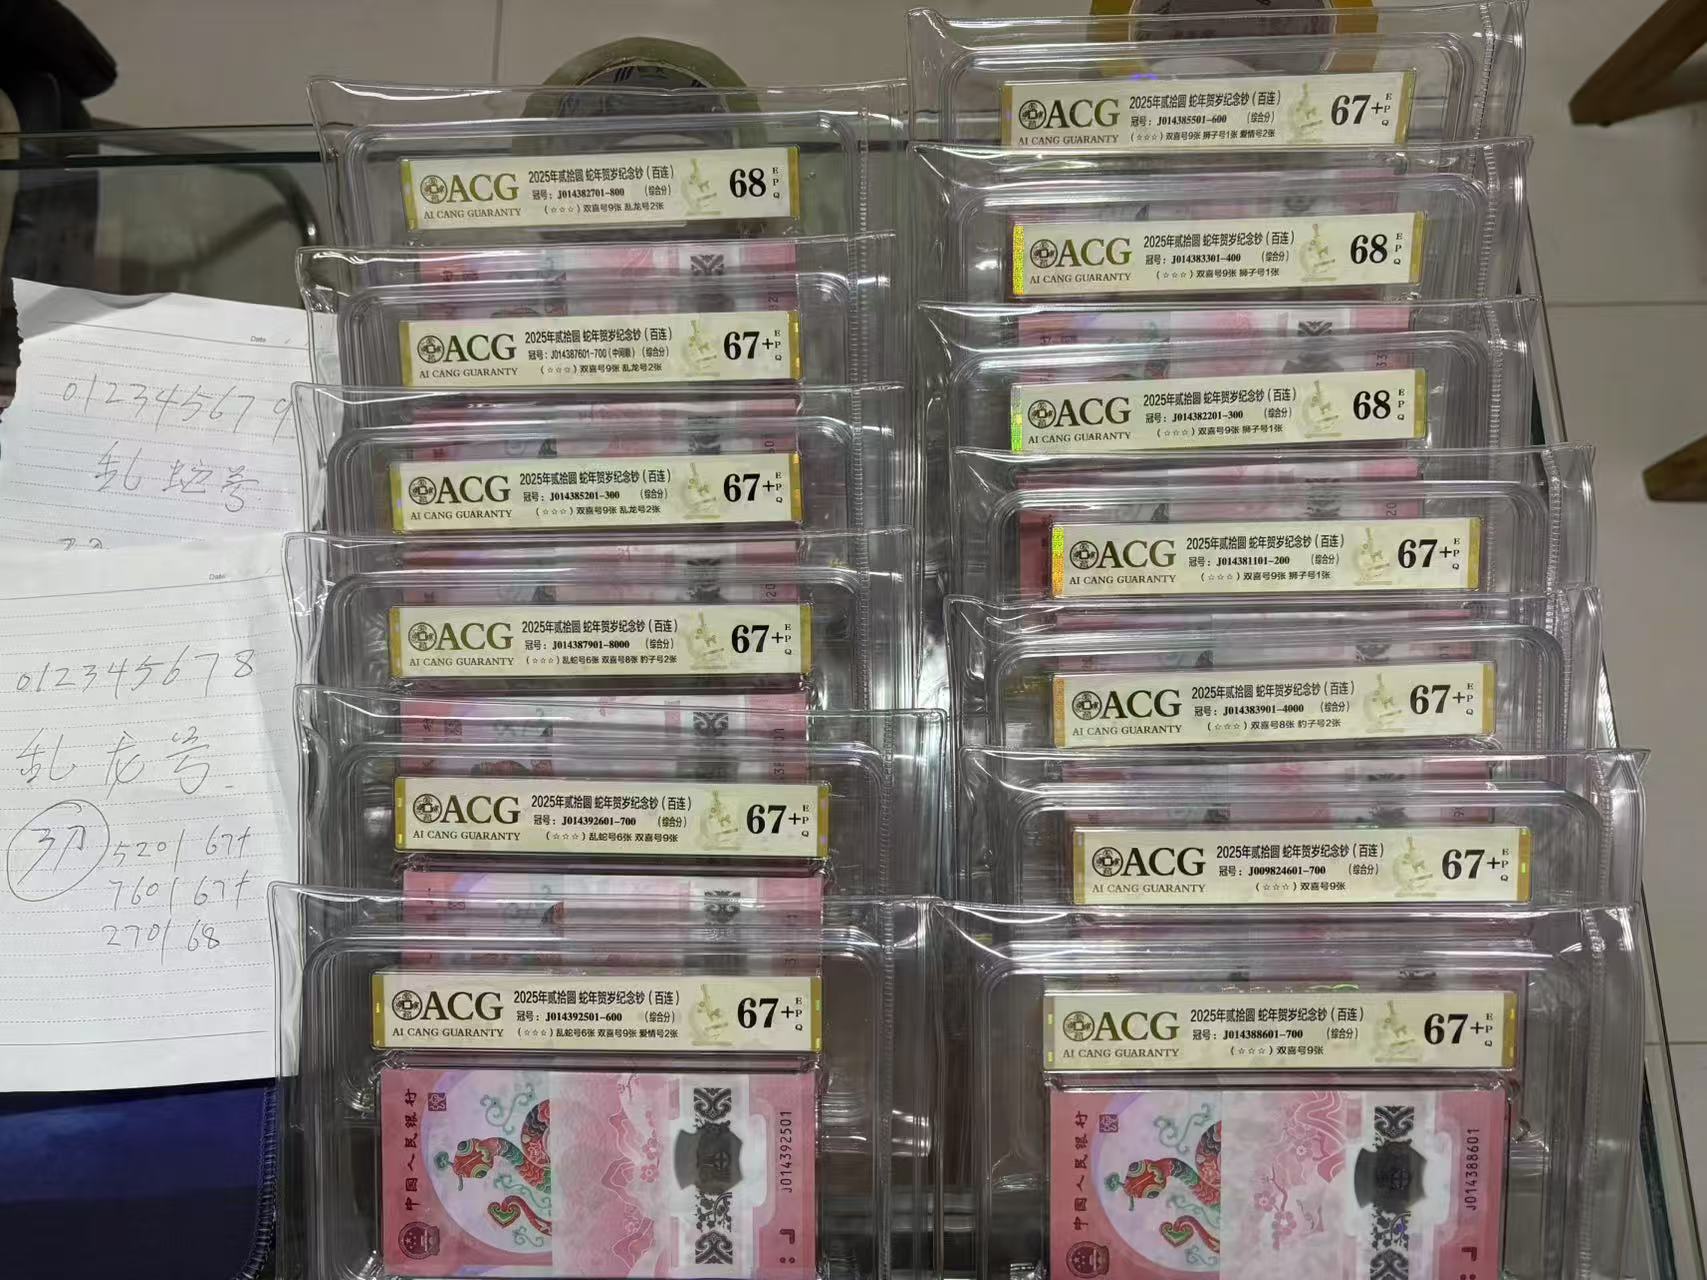 ACG
AI CANG GUARANTY
2025年贰拾圆 蛇年贺岁纪念钞（百连）
冠号：J014382701-800 （综合分）
（☆☆☆）双喜号9张 乱龙号2张
68 EPQ
ACG
AI CANG GUARANTY
2025年贰拾圆 蛇年贺岁纪念钞（百连）
冠号：J014387601-700（中间眼）（综合分）
（☆☆☆）双喜号9张 乱龙号2张
67+ EPQ
ACG
AI CANG GUARANTY
2025年贰拾圆 蛇年贺岁纪念钞（百连）
冠号：J014385201-300 （综合分）
（☆☆☆）双喜号9张 乱龙号2张
67+ EPQ
ACG
AI CANG GUARANTY
2025年贰拾圆 蛇年贺岁纪念钞（百连）
冠号：J014387901-8000 （综合分）
（☆☆☆）乱蛇号6张 双喜号8张 豹子号2张
67+ EPQ
ACG
AI CANG GUARANTY
2025年贰拾圆 蛇年贺岁纪念钞（百连）
冠号：J014392601-700 （综合分）
（☆☆☆）乱蛇号6张 双喜号9张
67+ EPQ
ACG
AI CANG GUARANTY
2025年贰拾圆 蛇年贺岁纪念钞（百连）
冠号：J014392501-600 （综合分）
（☆☆☆）乱蛇号6张 双喜号9张 爱情号2张
67+ EPQ
中国人民银行
J014392501
ACG
AI CANG GUARANTY
2025年贰拾圆 蛇年贺岁纪念钞（百连）
冠号：J014385501-600 （综合分）
（☆☆☆）双喜号9张 狮子号1张 爱情号2张
67+ EPQ
ACG
AI CANG GUARANTY
2025年贰拾圆 蛇年贺岁纪念钞（百连）
冠号：J014383301-400 （综合分）
（☆☆☆）双喜号9张 狮子号1张
68 EPQ
ACG
AI CANG GUARANTY
2025年贰拾圆 蛇年贺岁纪念钞（百连）
冠号：J014382201-300 （综合分）
（☆☆☆）双喜号9张 狮子号1张
68 EPQ
ACG
AI CANG GUARANTY
2025年贰拾圆 蛇年贺岁纪念钞（百连）
冠号：J014381101-200 （综合分）
（☆☆☆）双喜号9张 狮子号1张
67+ EPQ
ACG
AI CANG GUARANTY
2025年贰拾圆 蛇年贺岁纪念钞（百连）
冠号：J014383901-4000 （综合分）
（☆☆☆）双喜号8张 豹子号2张
67+ EPQ
ACG
AI CANG GUARANTY
2025年贰拾圆 蛇年贺岁纪念钞（百连）
冠号：J009824601-700 （综合分）
（☆☆☆）双喜号9张
67+ EPQ
ACG
AI CANG GUARANTY
2025年贰拾圆 蛇年贺岁纪念钞（百连）
冠号：J014388601-700 （综合分）
（☆☆☆）双喜号9张
67+ EPQ
中国人民银行
J014388601
Date
012345679
乱蛇号
Date
012345678
乱龙号
3刀 5201 67+
7601 67+
2701 68